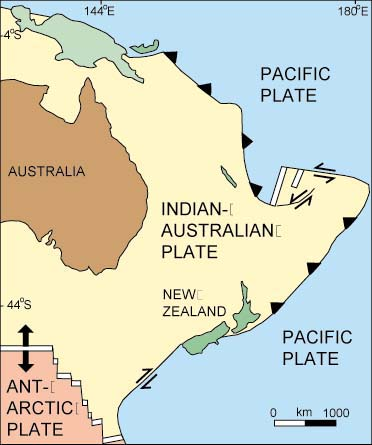 144°E
180°E
-4°S
PACIFIC
PLATE
AUSTRALIA
INDIAN-
AUSTRALIAN
PLATE
NEW
ZEALAND
44°S
PACIFIC
PLATE
ANT-
ARCTIC
PLATE
0 km 1000